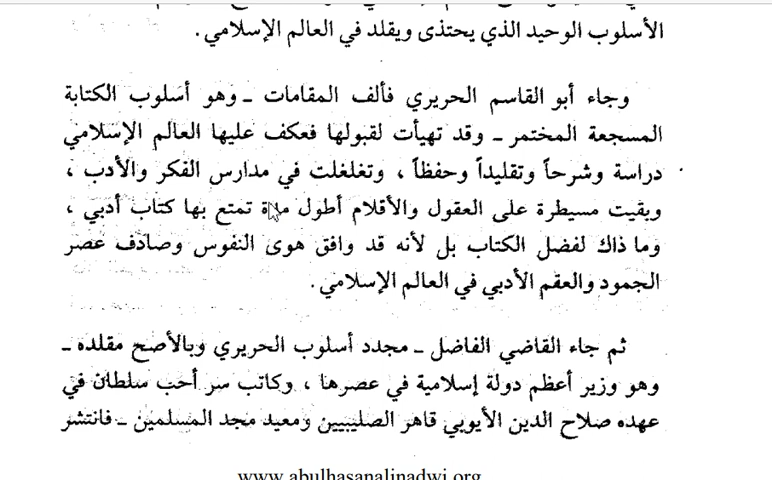 الأسلوب الوحيد الذي يحتذى ويقلد في العالم الإسلامي .
وجاء أبو القاسم الحريري فألف المقامات ـ وهو أسلوب الكتابة
المسجعة المختمر ـ وقد تهيأت لقبولها فعكف عليها العالم الإسلامي
دراسة وشرحاً وتقليداً وحفظاً ، وتغلغلت في مدارس الفكر والأدب ،
وبقيت مسيطرة على العقول والأقلام أطول مدة تمتع بها كتاب أدبي ،
وما ذاك لفضل الكتاب بل لأنه قد وافق هوى النفوس وصادف عصر
الجمود والعقم الأدبي في العالم الإسلامي .
ثم جاء القاضي الفاضل ـ مجدد أسلوب الحريري وبالأصح مقلده ـ
وهو وزير أعظم دولة إسلامية في عصرها ، وكاتب سر أحب سلطان في
عهده صلاح الدين الأيوبي قاهر الصليبيين ومعيد مجد المسلمين ـ فانتشر
www.abulhasanalinadwi.org